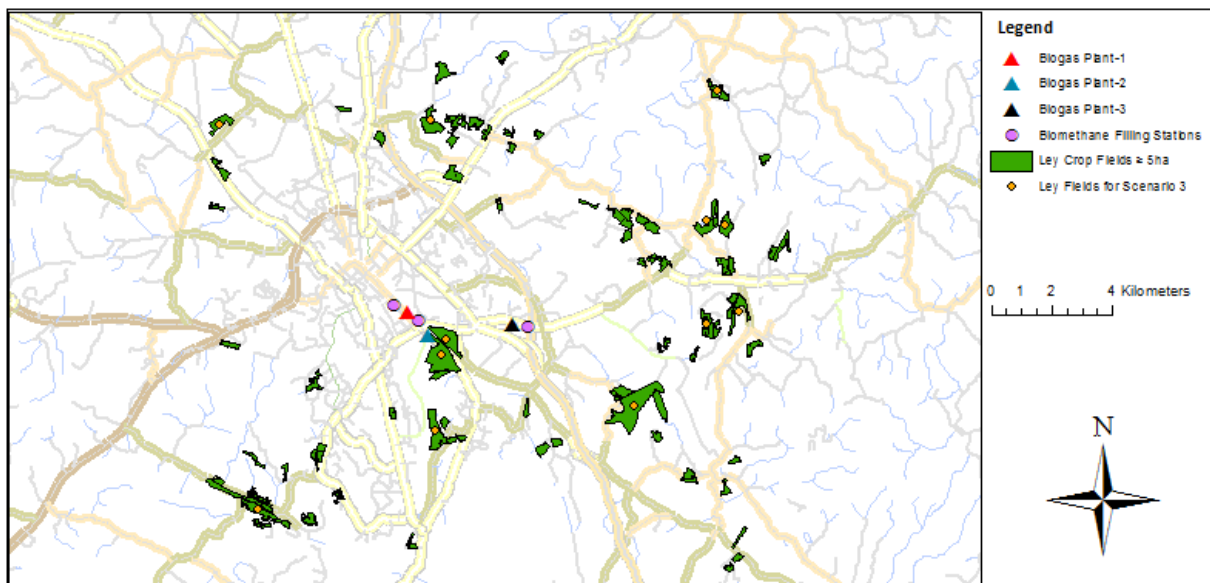 Legend
Biogas Plant-1
Biogas Plant-2
Biogas Plant-3
Biomethane Filling Stations
Ley Crop Fields ≥ 5ha
Ley Fields for Scenario 3
0 1 2 4 Kilometers
N